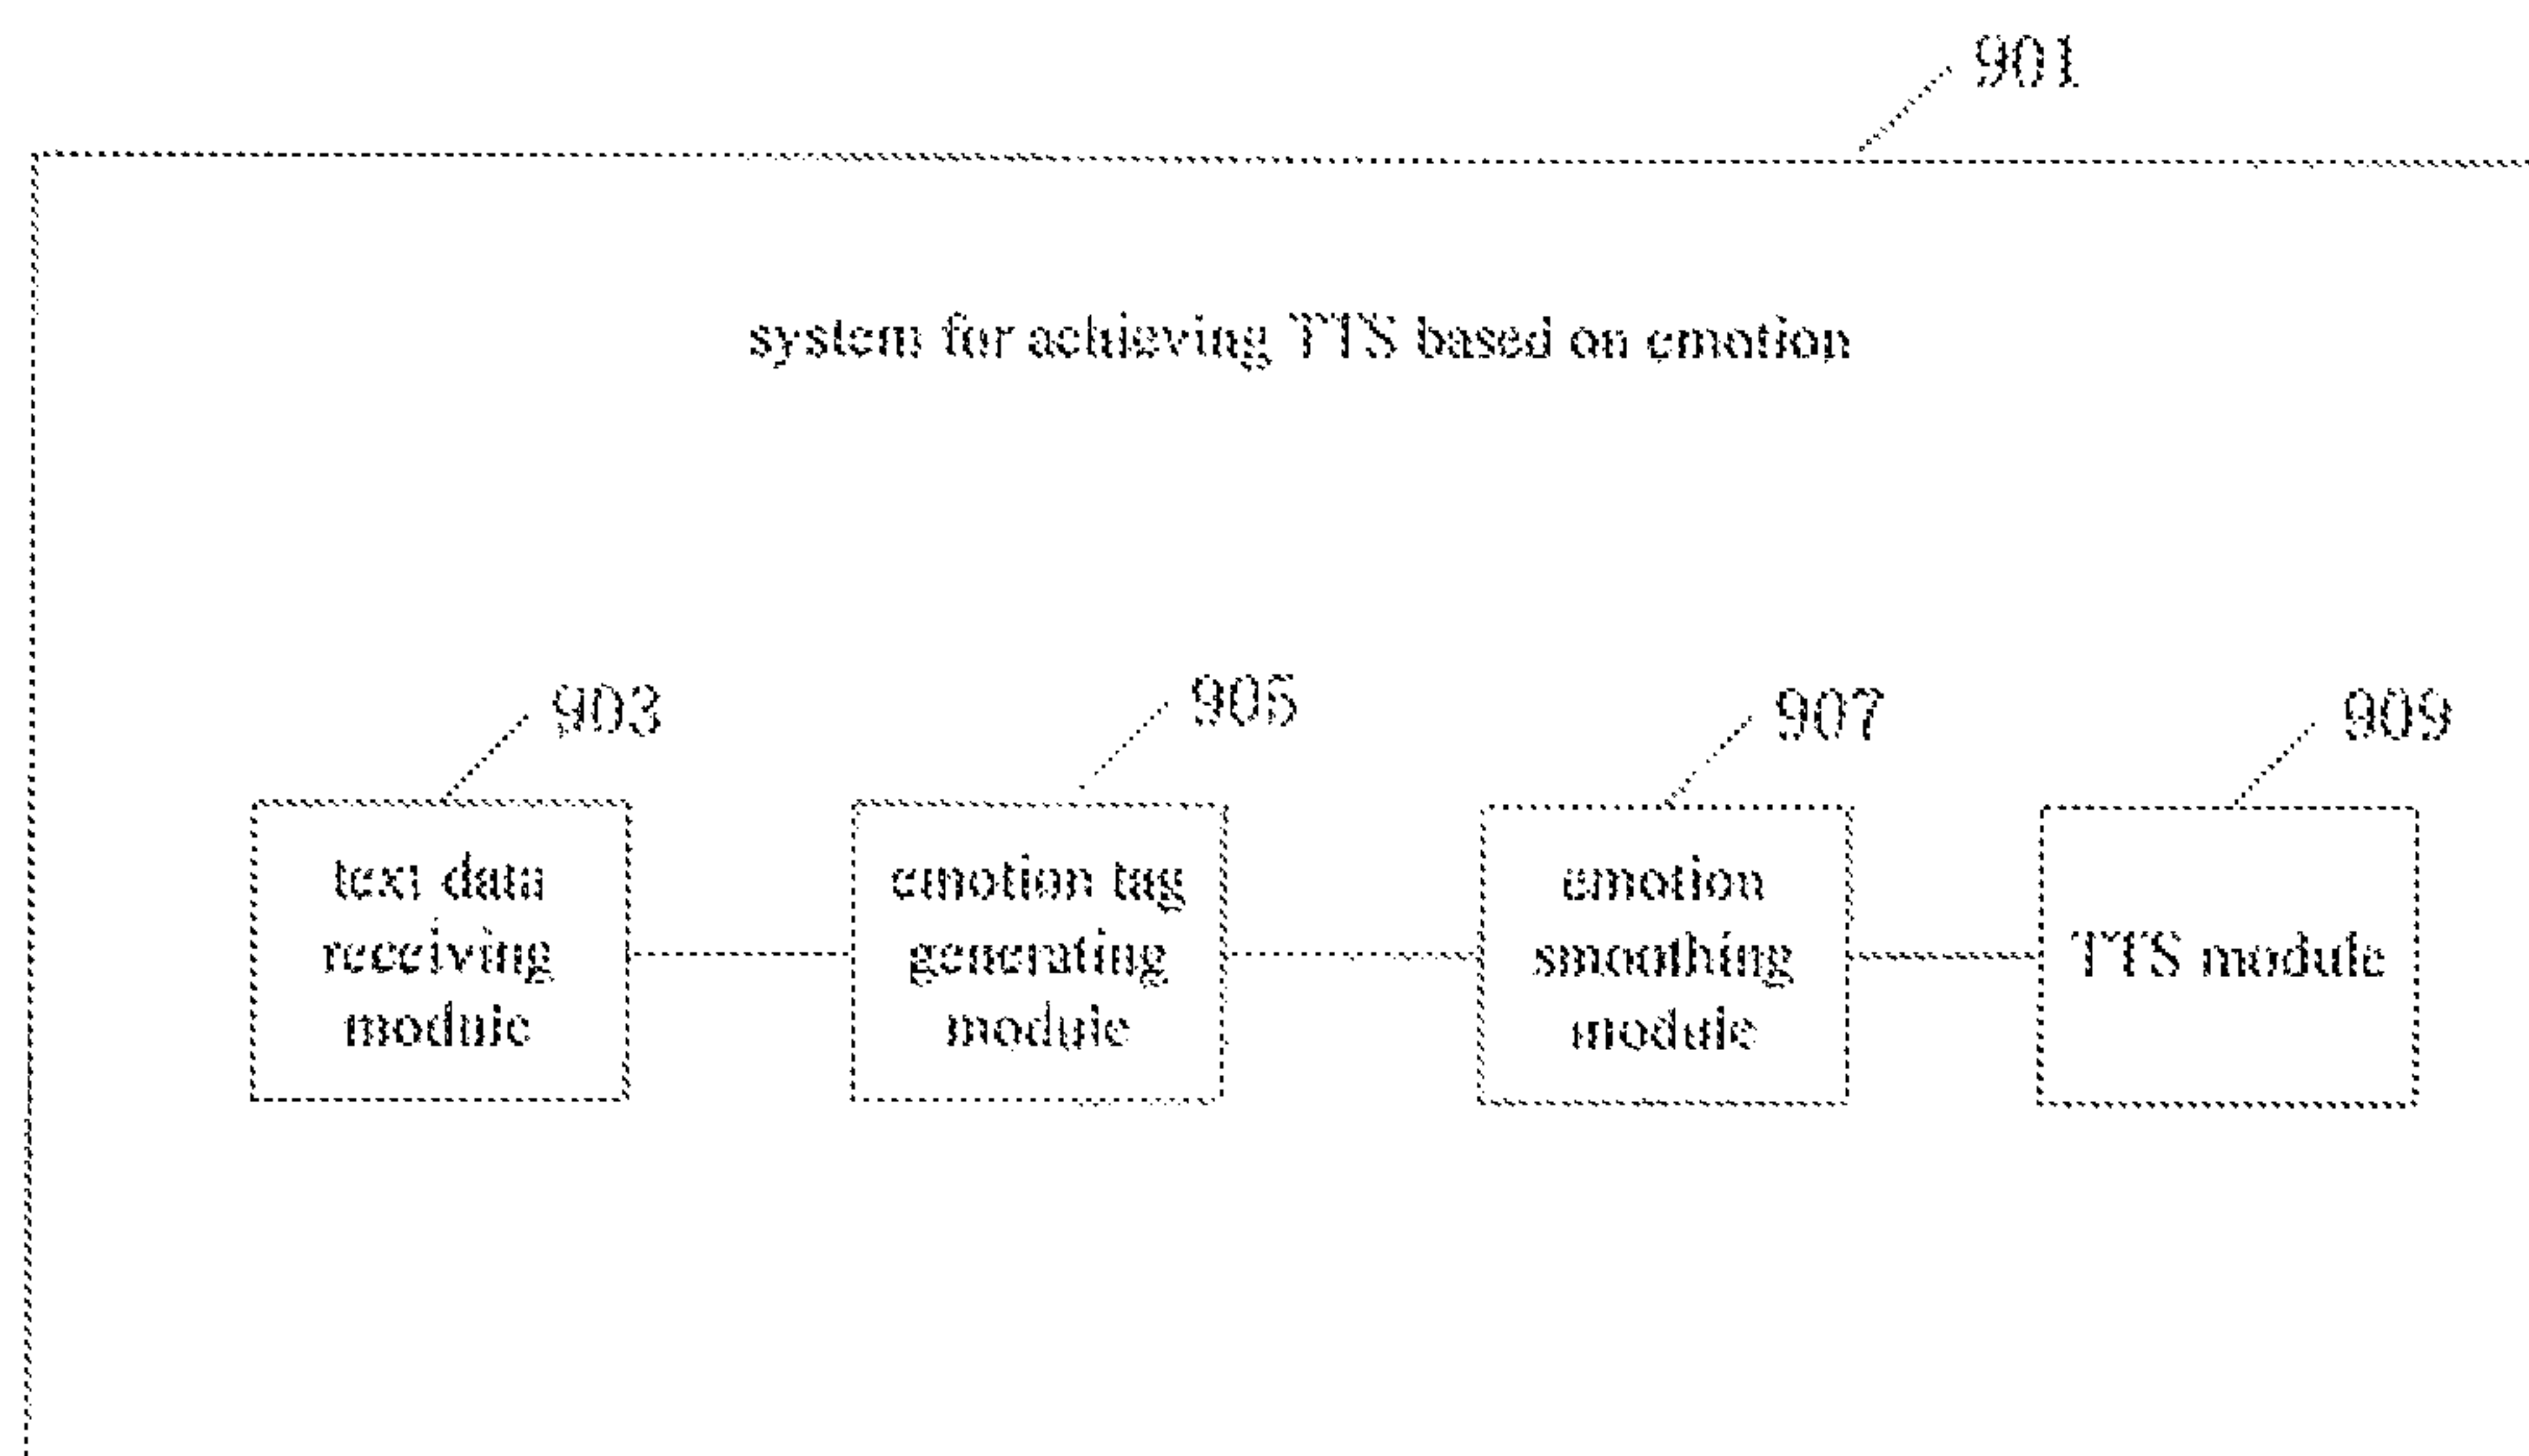 901
system for achieving TTS based on emotion
903
905
907
909
text data
receiving
module
emotion tag
generating
module
emotion
smoothing
module
TTS module